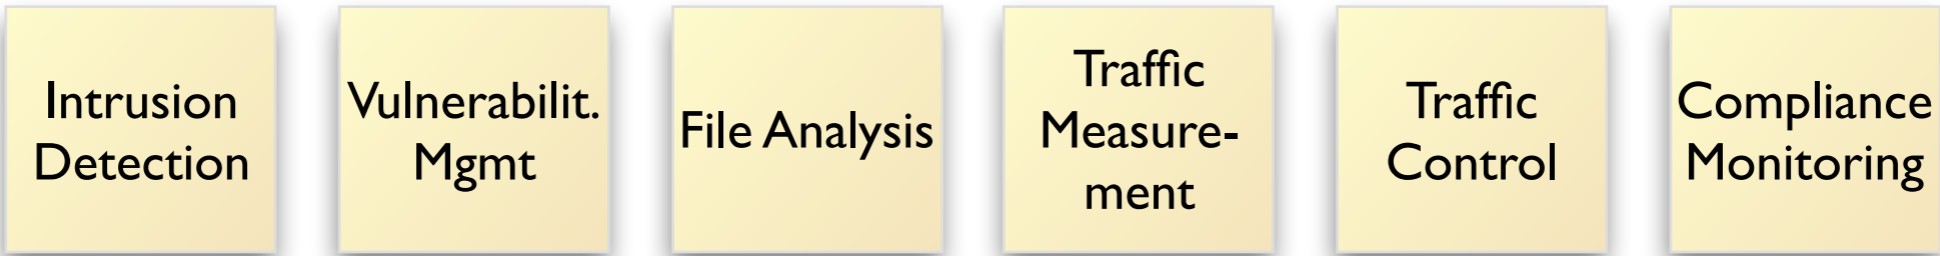 Intrusion
Detection
Vulnerabilit.
Mgmt
File Analysis
Traffic
Measure-
ment
Traffic
Control
Compliance
Monitoring